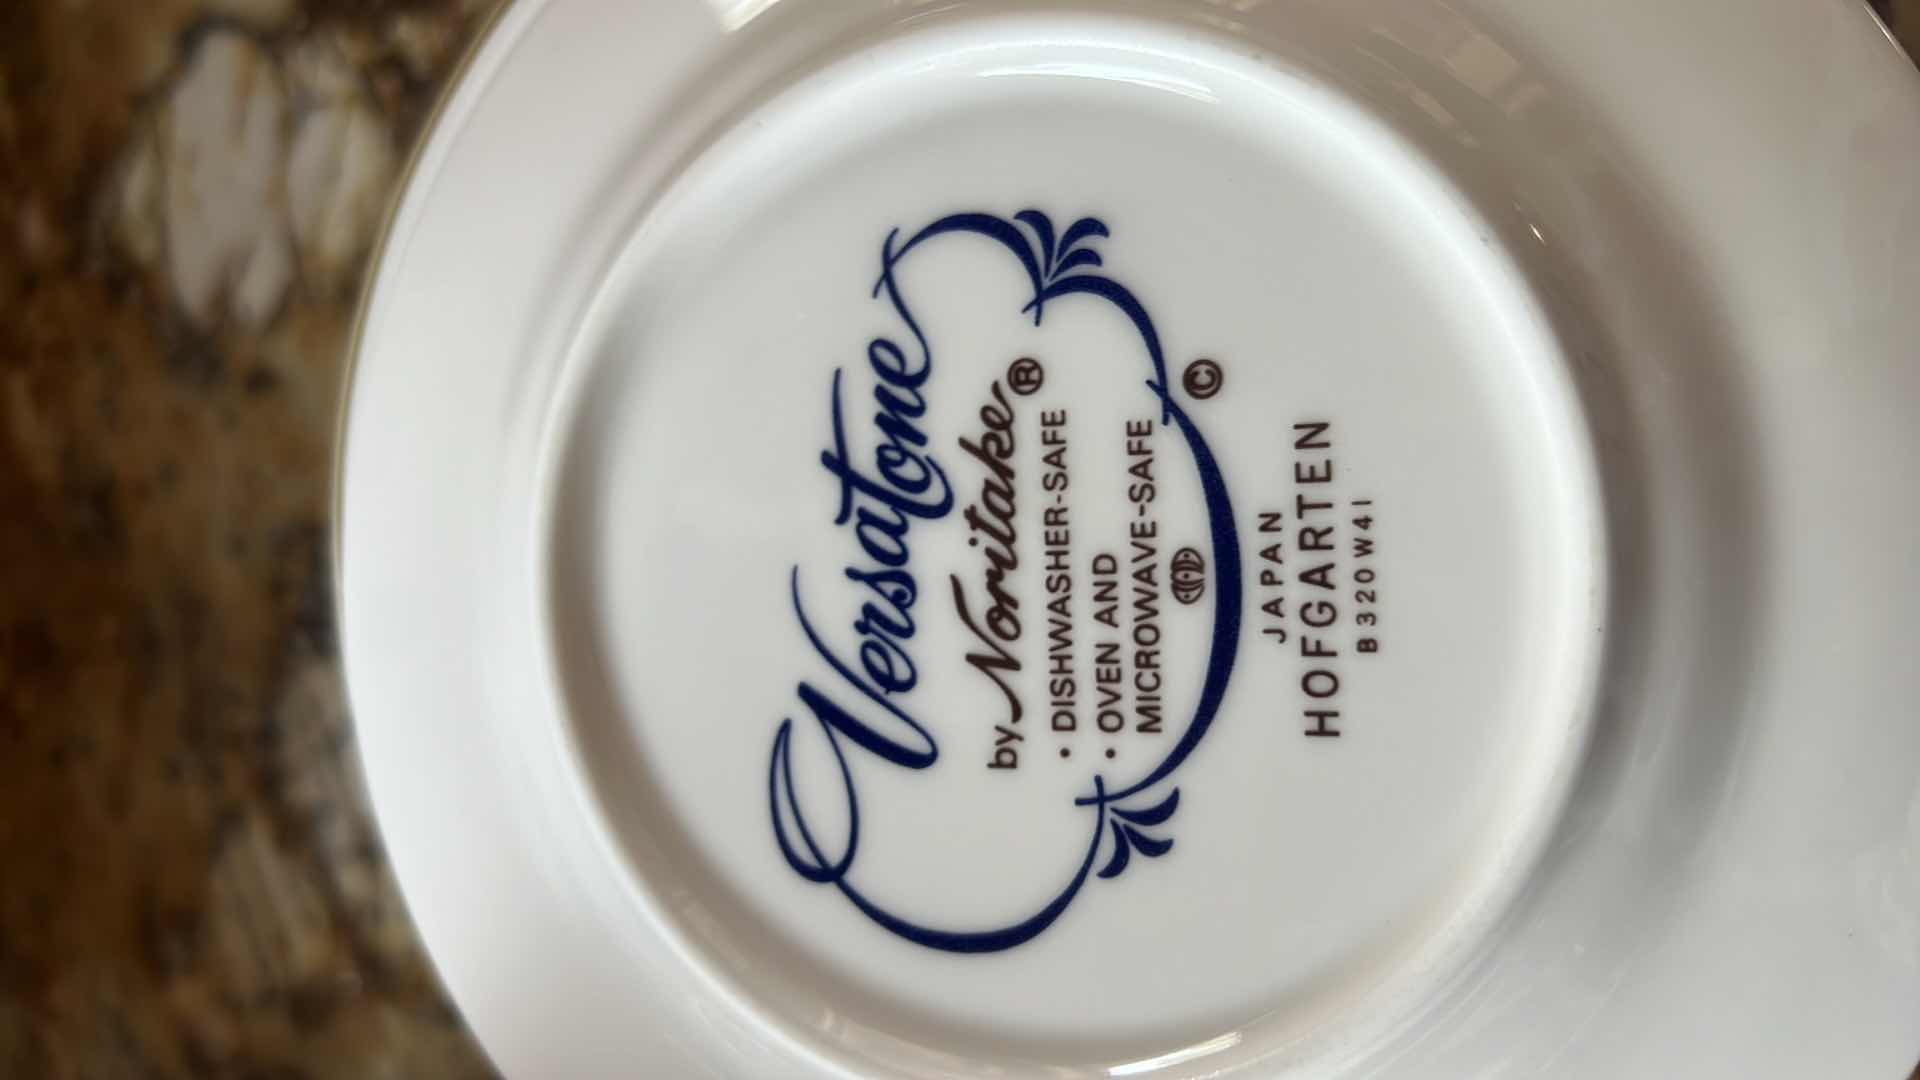 Versatone
by Noritake®
• DISHWASHER-SAFE
• OVEN AND
MICROWAVE-SAFE
©
JAPAN
HOFGARTEN
B320W41